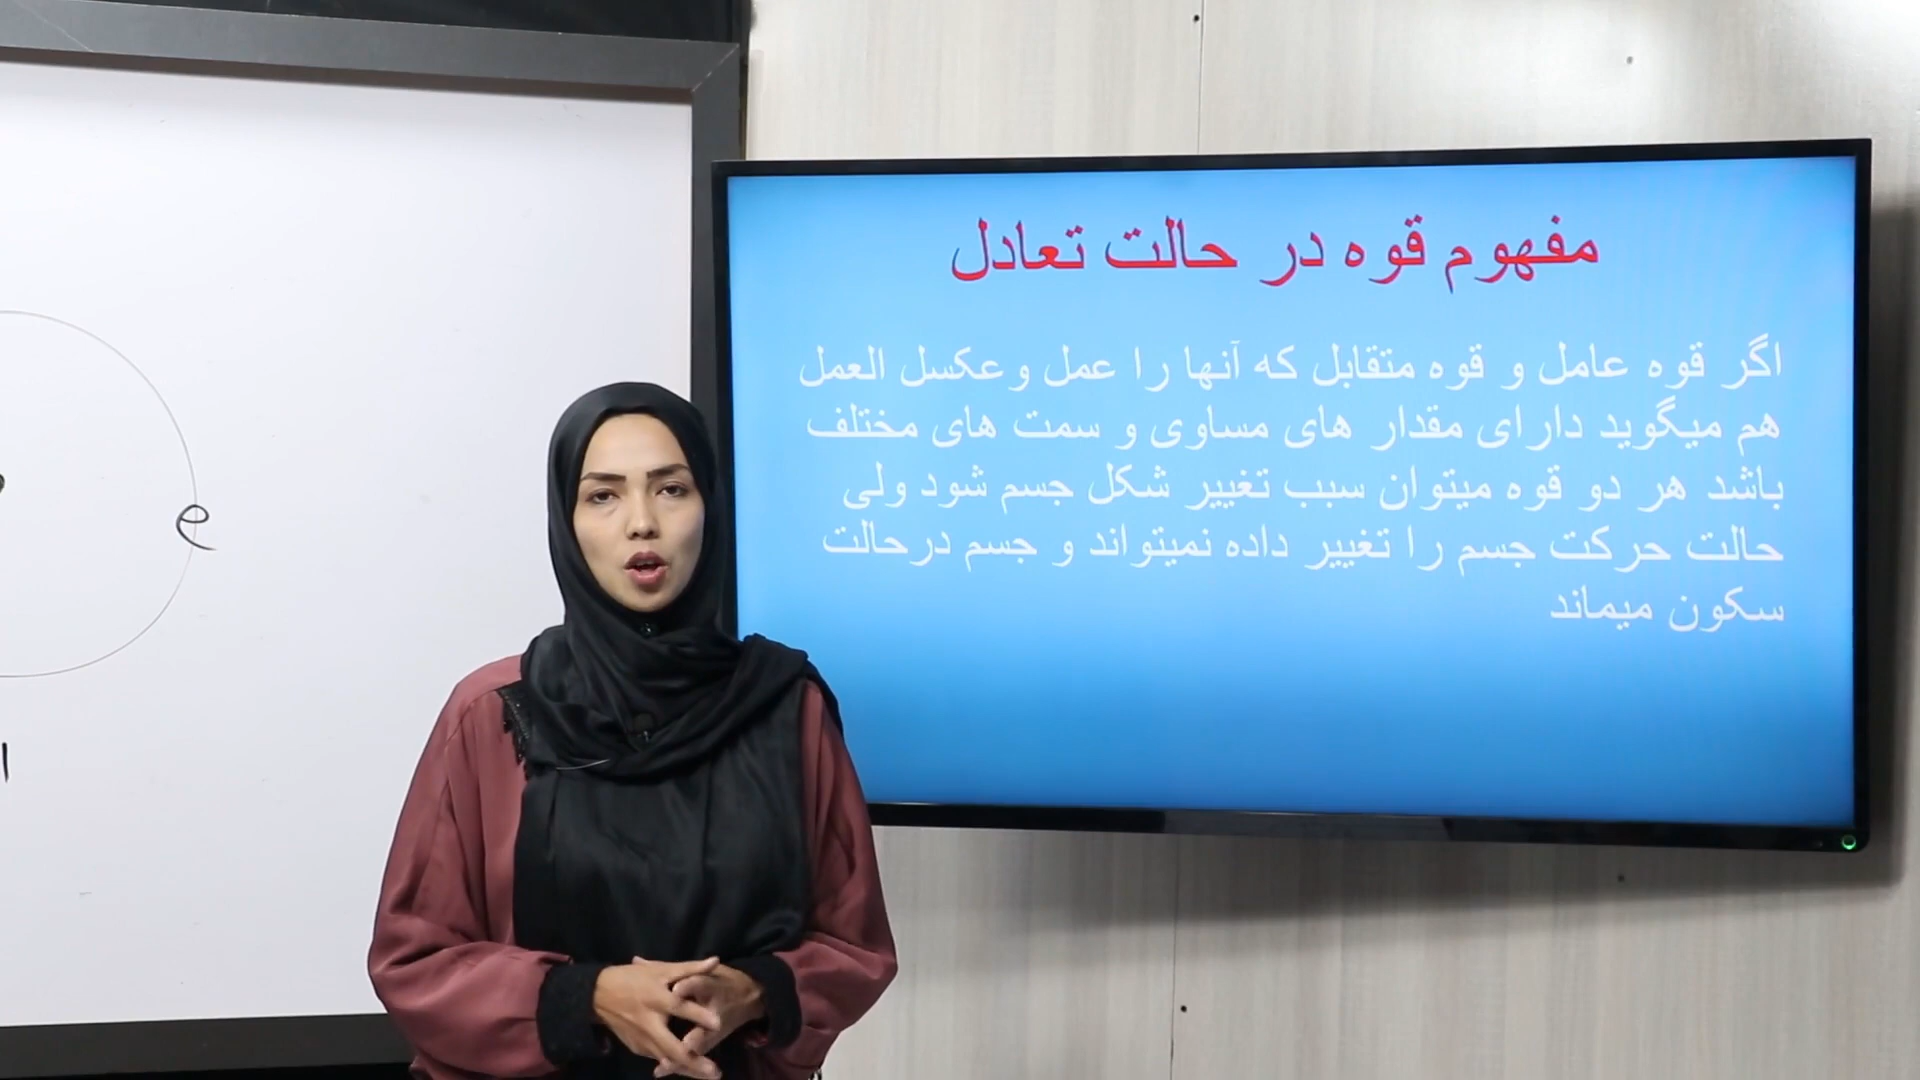 مفهوم قوه در حالت تعادل
اگر قوه عامل و قوه متقابل که آنها را عمل وعکسل العمل
هم میگوید دارای مقدار های مساوی و سمت های مختلف
باشد هر دو قوه میتوان سبب تغییر شکل جسم شود ولی
حالت حرکت جسم را تغییر داده نمیتواند و جسم درحالت
سکون میماند
e